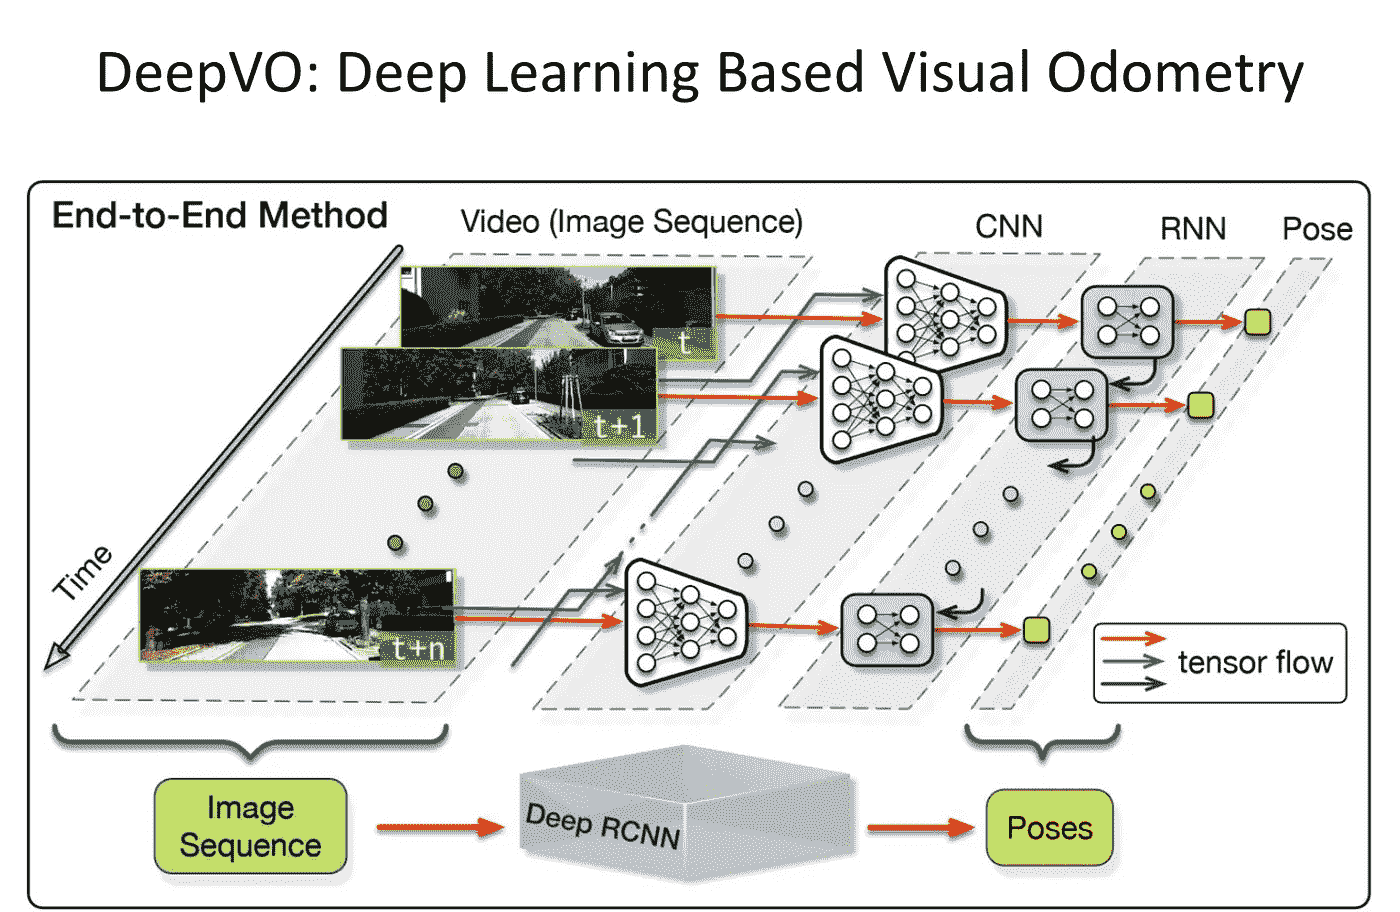 DeepVO: Deep Learning Based Visual Odometry
End-to-End Method
Video (Image Sequence)
CNN
RNN
Pose
t
t+1
Time
t+n
tensor flow
Image
Sequence
Deep RCNN
Poses